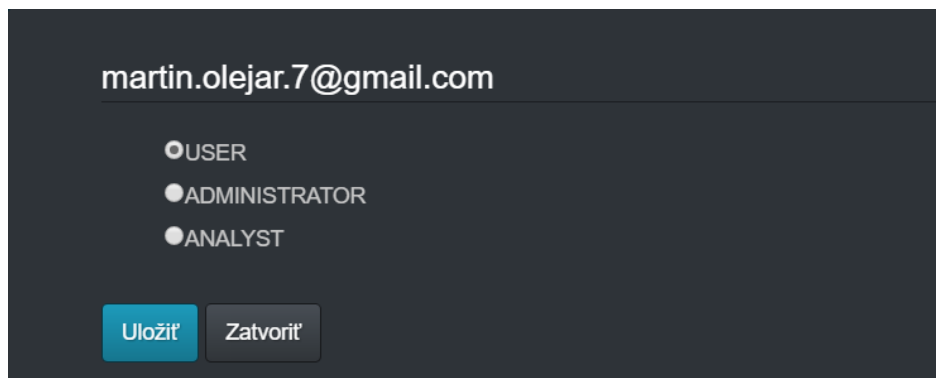 martin.olejar.7@gmail.com
USER
ADMINISTRATOR
ANALYST
Uložiť Zatvoriť